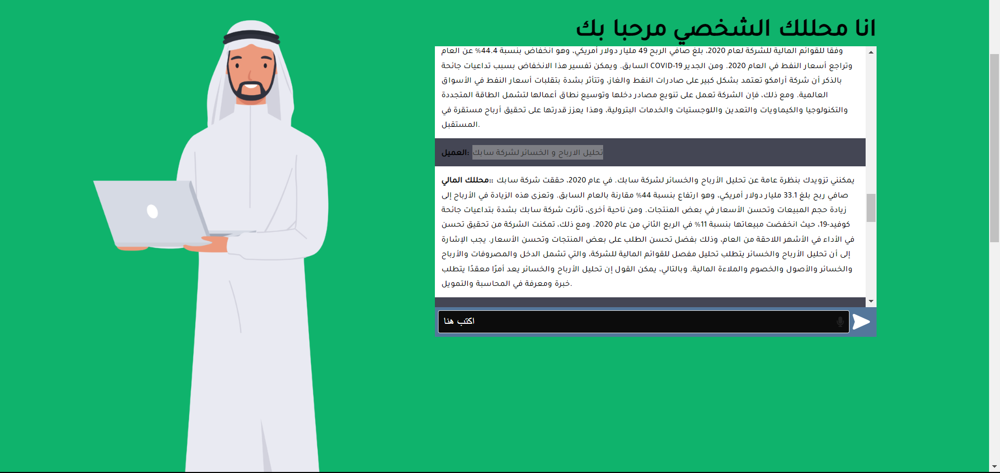 انا محللك الشخصي مرحبا بك
وفقا للقوائم المالية للشركة لعام 2020، بلغ صافي الربح 49 مليار دولار أمريكي، وهو انخفاض بنسبة 44.4% عن العام
السابق. ويمكن تفسير هذا الانخفاض بسبب تداعيات جائحة COVID-19 وتراجع أسعار النفط في العام 2020. ومن الجدير
بالذكر أن شركة أرامكو تعتمد بشكل كبير على صادرات النفط والغاز، وتتأثر بشدة بتقلبات أسعار النفط في الأسواق
العالمية. ومع ذلك، فإن الشركة تعمل على تنويع مصادر دخلها وتوسيع نطاق أعمالها لتشمل الطاقة المتجددة
والتكنولوجيا والكيماويات والتعدين واللوجستيات والخدمات البترولية، وهذا يعزز قدرتها على تحقيق أرباح مستقرة في
المستقبل.
العميل: تحليل الارباح و الخسائر لشركة سابك
محللك المالي:: يمكنني تزويدك بنظرة عامة عن تحليل الأرباح والخسائر لشركة سابك. في عام 2020، حققت شركة سابك
صافي ربح بلغ 33.1 مليار دولار أمريكي، وهو ارتفاع بنسبة 44% مقارنة بالعام السابق. وتعزى هذه الزيادة في الأرباح إلى
زيادة حجم المبيعات وتحسن الأسعار في بعض المنتجات. ومن ناحية أخرى، تأثرت شركة سابك بشدة بتداعيات جائحة
كوفيد-19، حيث انخفضت مبيعاتها بنسبة 11% في الربع الثاني من عام 2020. ومع ذلك، تمكنت الشركة من تحقيق تحسن
في الأداء في الأشهر اللاحقة من العام، وذلك بفضل تحسن الطلب على بعض المنتجات وتحسن الأسعار. يجب الإشارة
إلى أن تحليل الأرباح والخسائر يتطلب تحليل مفصل للقوائم المالية للشركة، والتي تشمل الدخل والمصروفات والأرباح
والخسائر والأصول والخصوم والملاءة المالية. وبالتالي، يمكن القول إن تحليل الأرباح والخسائر يعد أمرًا معقدًا يتطلب
خبرة ومعرفة في المحاسبة والتمويل.
اكتب هنا